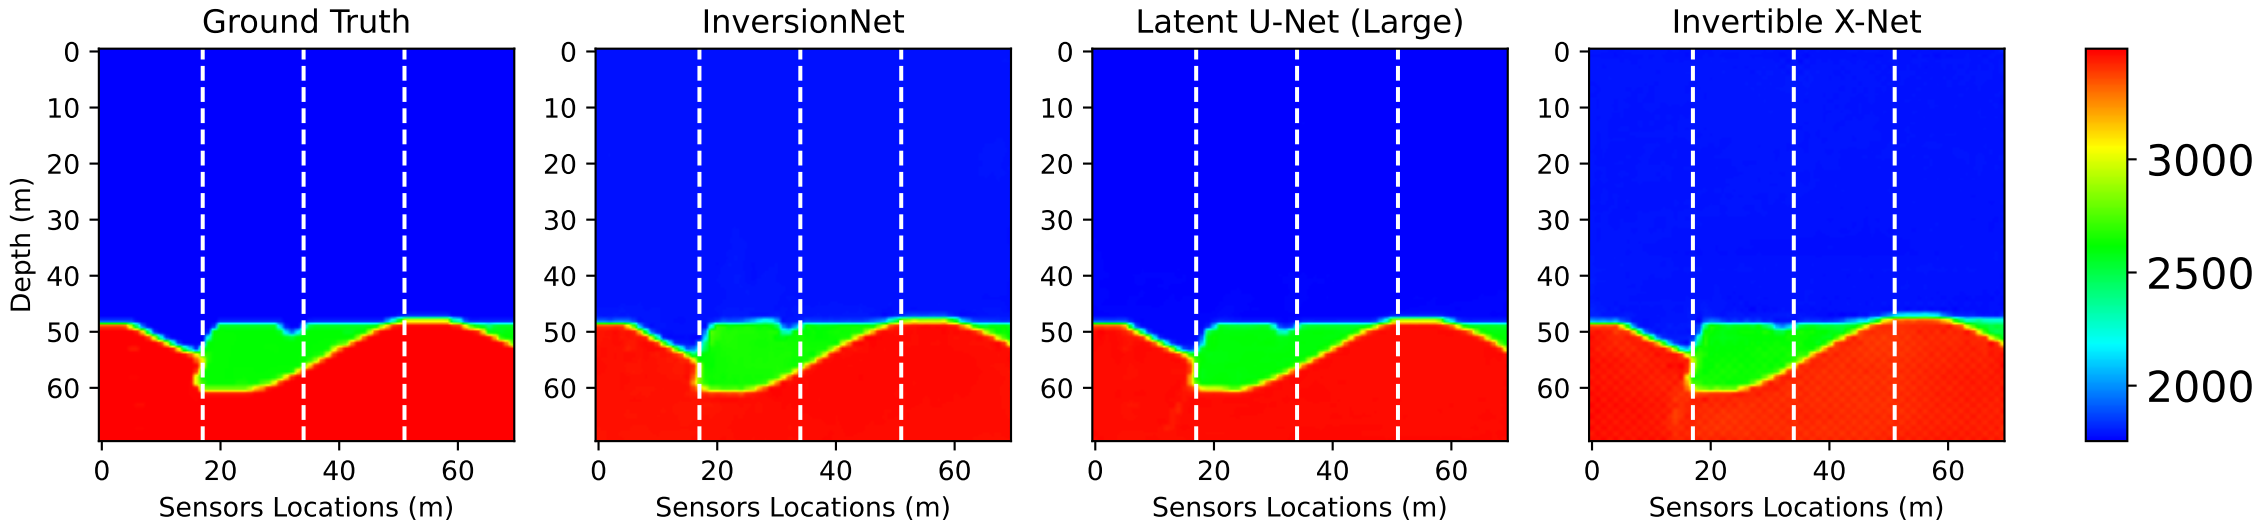 Ground Truth
InversionNet
Latent U-Net (Large)
Invertible X-Net
Depth (m)
0
10
20
30
40
50
60
0 20 40 60
Sensors Locations (m)
0
10
20
30
40
50
60
0 20 40 60
Sensors Locations (m)
0
10
20
30
40
50
60
0 20 40 60
Sensors Locations (m)
0
10
20
30
40
50
60
0 20 40 60
Sensors Locations (m)
3000
2500
2000